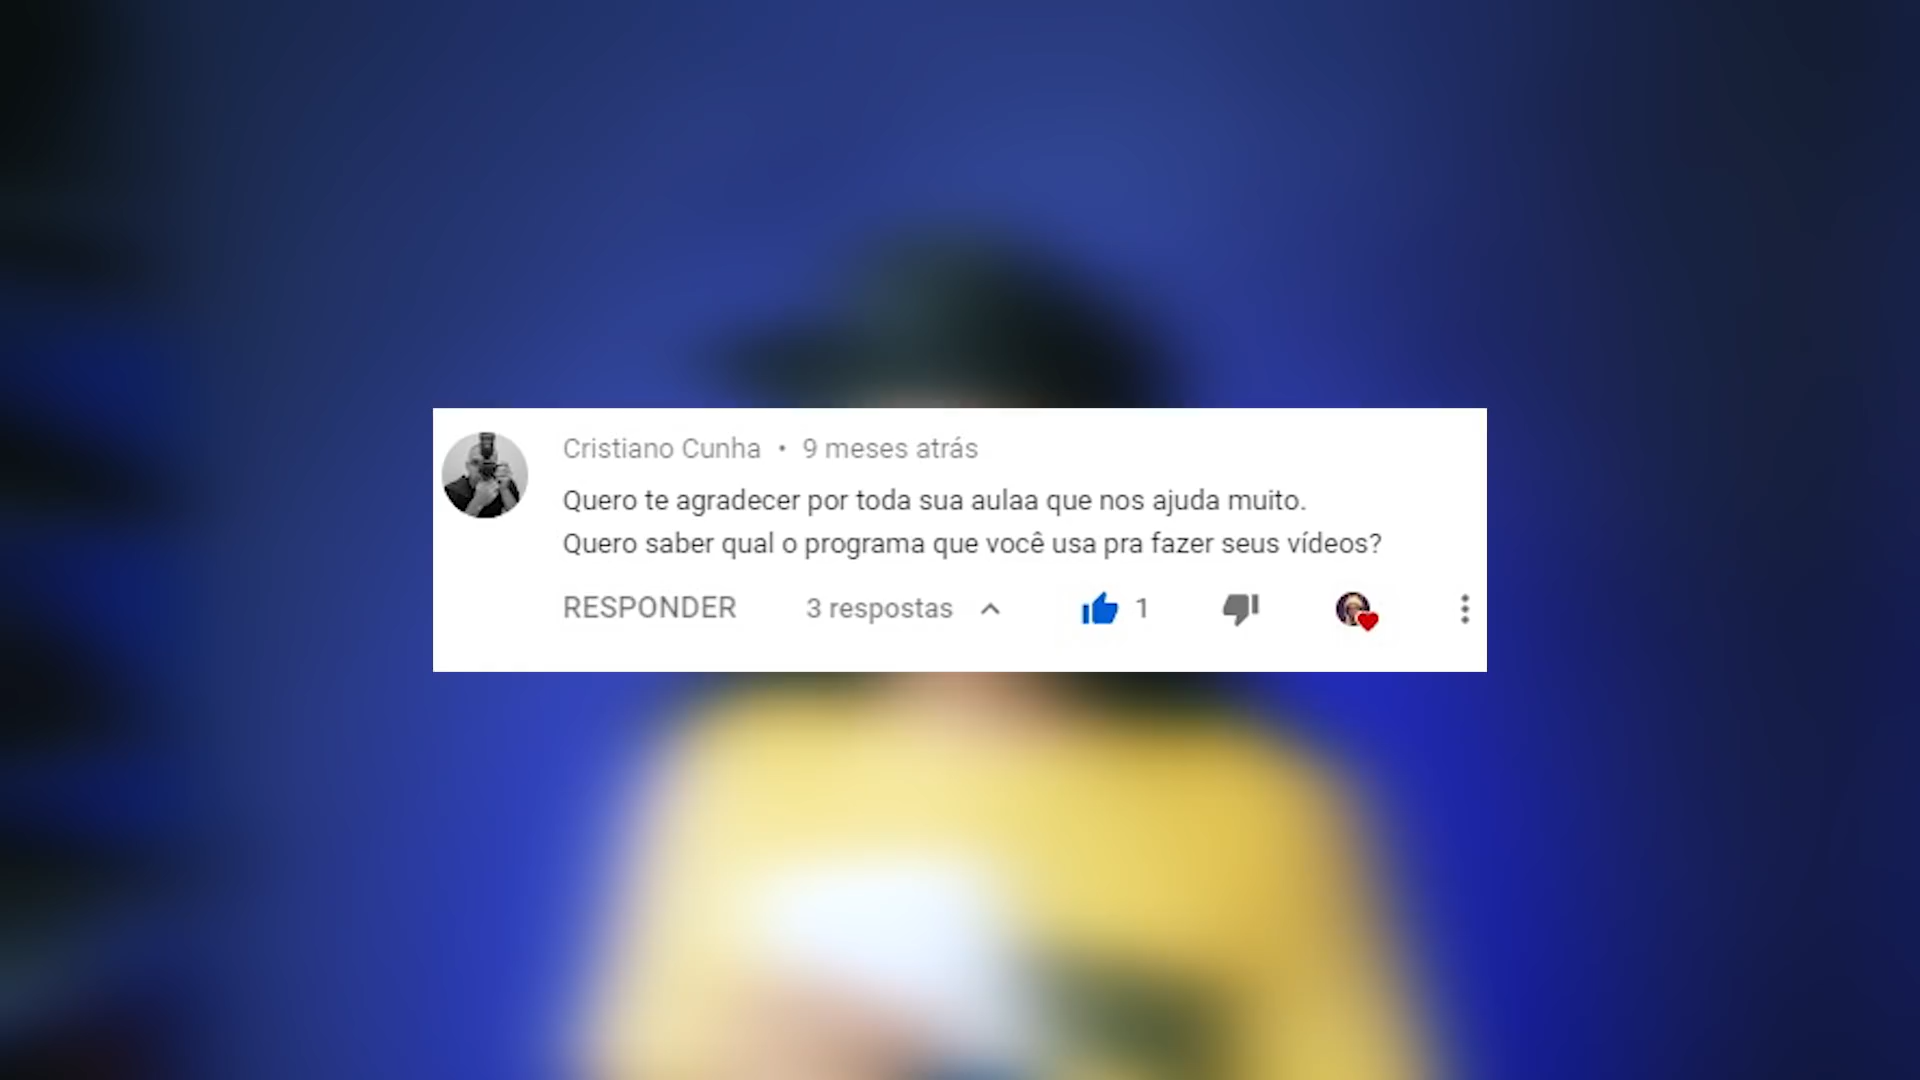 Cristiano Cunha • 9 meses atrás
Quero te agradecer por toda sua aulaa que nos ajuda muito.
Quero saber qual o programa que você usa pra fazer seus vídeos?
RESPONDER 3 respostas 1